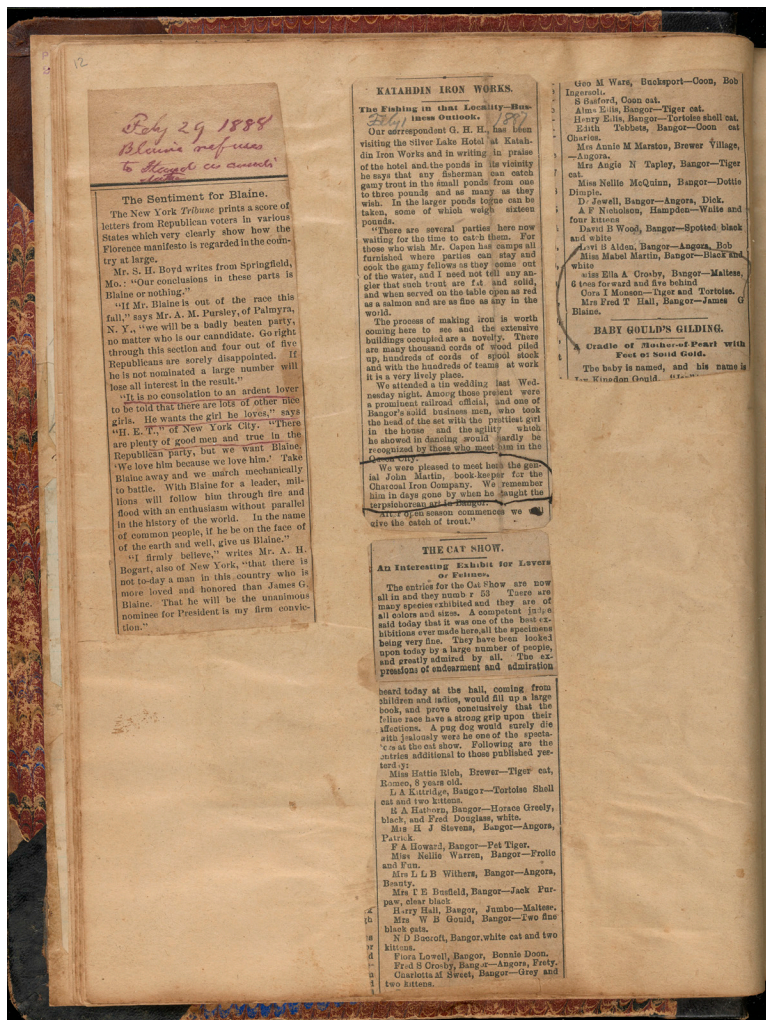 12
Feby 29 1888
Blaine refuses
to Stand as candi
date
The Sentiment for Blaine.
The New York Tribune prints a score of
letters from Republican voters in various
States which very clearly show how the
Florence manifesto is regarded in the coun-
try at large.
Mr. S. H. Boyd writes from Springfield,
Mo.: "Our conclusions in these parts is
Blaine or nothing."
"If Mr. Blaine is out of the race this
fall," says Mr. A. M. Pursley, of Palmyra,
N. Y., "we will be a badly beaten party,
no matter who is our candidate. Go right
through this section and four out of five
Republicans are sorely disappointed. If
he is not nominated a large number will
lose all interest in the result."
"It is no consolation to an ardent lover
to be told that there are lots of other nice
girls. He wants the girl he loves," says
"H. E. T.," of New York City. "There
are plenty of good men and true in the
Republican party, but we want Blaine.
'We love him because we love him.' Take
Blaine away and we march mechanically
to battle. With Blaine for a leader, mil-
lions will follow him through fire and
flood with an enthusiasm without parallel
in the history of the world. In the name
of common people, if he be on the face of
the earth and well, give us Blaine."
"I firmly believe," writes Mr. A. H.
Bogart, also of New York, "that there is
not to-day a man in this country who is
more loved and honored than James G.
Blaine. That he will be the unanimous
nominee for President is my firm convic-
tion."
KATAHDIN IRON WORKS.
The Fishing in that Locality—Bus-
iness Outlook.
Feby 1887
Our correspondent G. H. H., has been
visiting the Silver Lake Hotel at Katah-
din Iron Works and in writing in praise
of the hotel and the ponds in its vicinity
he says that any fisherman can catch
gamy trout in the small ponds from one
to three pounds and as many as they
wish. In the larger ponds togue can be
taken, some of which weigh sixteen
pounds.
"There are several parties here now
waiting for the time to catch them. For
those who wish Mr. Capen has camps all
furnished where parties can stay and
cook the gamy fellows as they come out
of the water, and I need not tell any an-
gler that such trout are fat and solid,
and when served on the table open as red
as a salmon and are as fine as any in the
world.
The process of making iron is worth
coming here to see and the extensive
buildings occupied are a novelty. There
are many thousand cords of wood piled
up, hundreds of cords of spool stock
and with the hundreds of teams at work
it is a very lively place.
We attended a tin wedding last Wed-
nesday night. Among those present were
a prominent railroad official, and one of
Bangor's solid business men, who took
the head of the set with the prettiest girl
in the house and the agility which
he showed in dancing would hardly be
recognized by those who meet him in the
Queen City.
We were pleased to meet here the gen-
ial John Martin, book-keeper for the
Charcoal Iron Company. We remember
him in days gone by when he taught the
terpsichorean art in Bangor.
After open season commences we will
give the catch of trout."
THE CAT SHOW.
An Interesting Exhibit for Lovers
of Felines.
The entries for the Cat Show are now
all in and they numb r 53 There are
many species exhibited and they are of
all colors and sizes. A competent judge
said today that it was one of the best ex-
hibitions ever made here, all the specimens
being very fine. They have been looked
upon today by a large number of people,
and greatly admired by all. The ex-
pressions of endearment and admiration
heard today at the hall, coming from
children and ladies, would fill up a large
book, and prove conclusively that the
feline race have a strong grip upon their
affections. A pug dog would surely die
with jealously were he one of the specta-
tors at the cat show. Following are the
entries additional to those published yes-
terday:
Miss Hattie Rich, Brewer—Tiger cat,
Romeo, 8 years old.
L A Kittridge, Bangor—Tortoise Shell
cat and two kittens.
R A Hathorn, Bangor—Horace Greely,
black, and Fred Douglass, white.
Mrs H J Stevens, Bangor—Angora,
Patrick.
F A Howard, Bangor—Pet Tiger.
Miss Nellie Warren, Bangor—Frolic
and Fun.
Mrs L L B Withers, Bangor—Angora,
Beauty.
Mrs T E Busfield, Bangor—Jack Pur-
paw, clear black
Harry Hall, Bangor, Jumbo—Maltese.
Mrs W B Gould, Bangor—Two fine
black cats.
N D Bucroft, Bangor, white cat and two
kittens.
Flora Lowell, Bangor, Bonnie Doon.
Fred S Crosby, Bangor—Angora, Frety.
Charlotta M Sweet, Bangor—Grey and
two kittens.
Geo M Ware, Bucksport—Coon, Bob
Ingersoll.
S Basford, Coon cat.
Alma Ellis, Bangor—Tiger cat.
Henry Ellis, Bangor—Tortoise shell cat.
Edith Tebbets, Bangor—Coon cat
Charles.
Mrs Annie M Marston, Brewer Village,
—Angora.
Mrs Angie N Tapley, Bangor—Tiger
cat.
Miss Nellie McQuinn, Bangor—Dottie
Dimple.
Dr Jewell, Bangor—Angora, Dick.
A F Nicholson, Hampden—White and
four kittens
David B Wood, Bangor—Spotted black
and white
Levi B Alden, Bangor—Angora, Bob
Miss Mabel Martin, Bangor—Black and
white
Miss Ella A Crosby, Bangor—Maltese,
6 toes forward and five behind
Cora I Monson—Tiger and Tortoise.
Mrs Fred T Hall, Bangor—James G
Blaine.
BABY GOULD'S GILDING.
A Cradle of Mother-of-Pearl with
Feet of Solid Gold.
The baby is named, and his name is
Kingdon Gould.